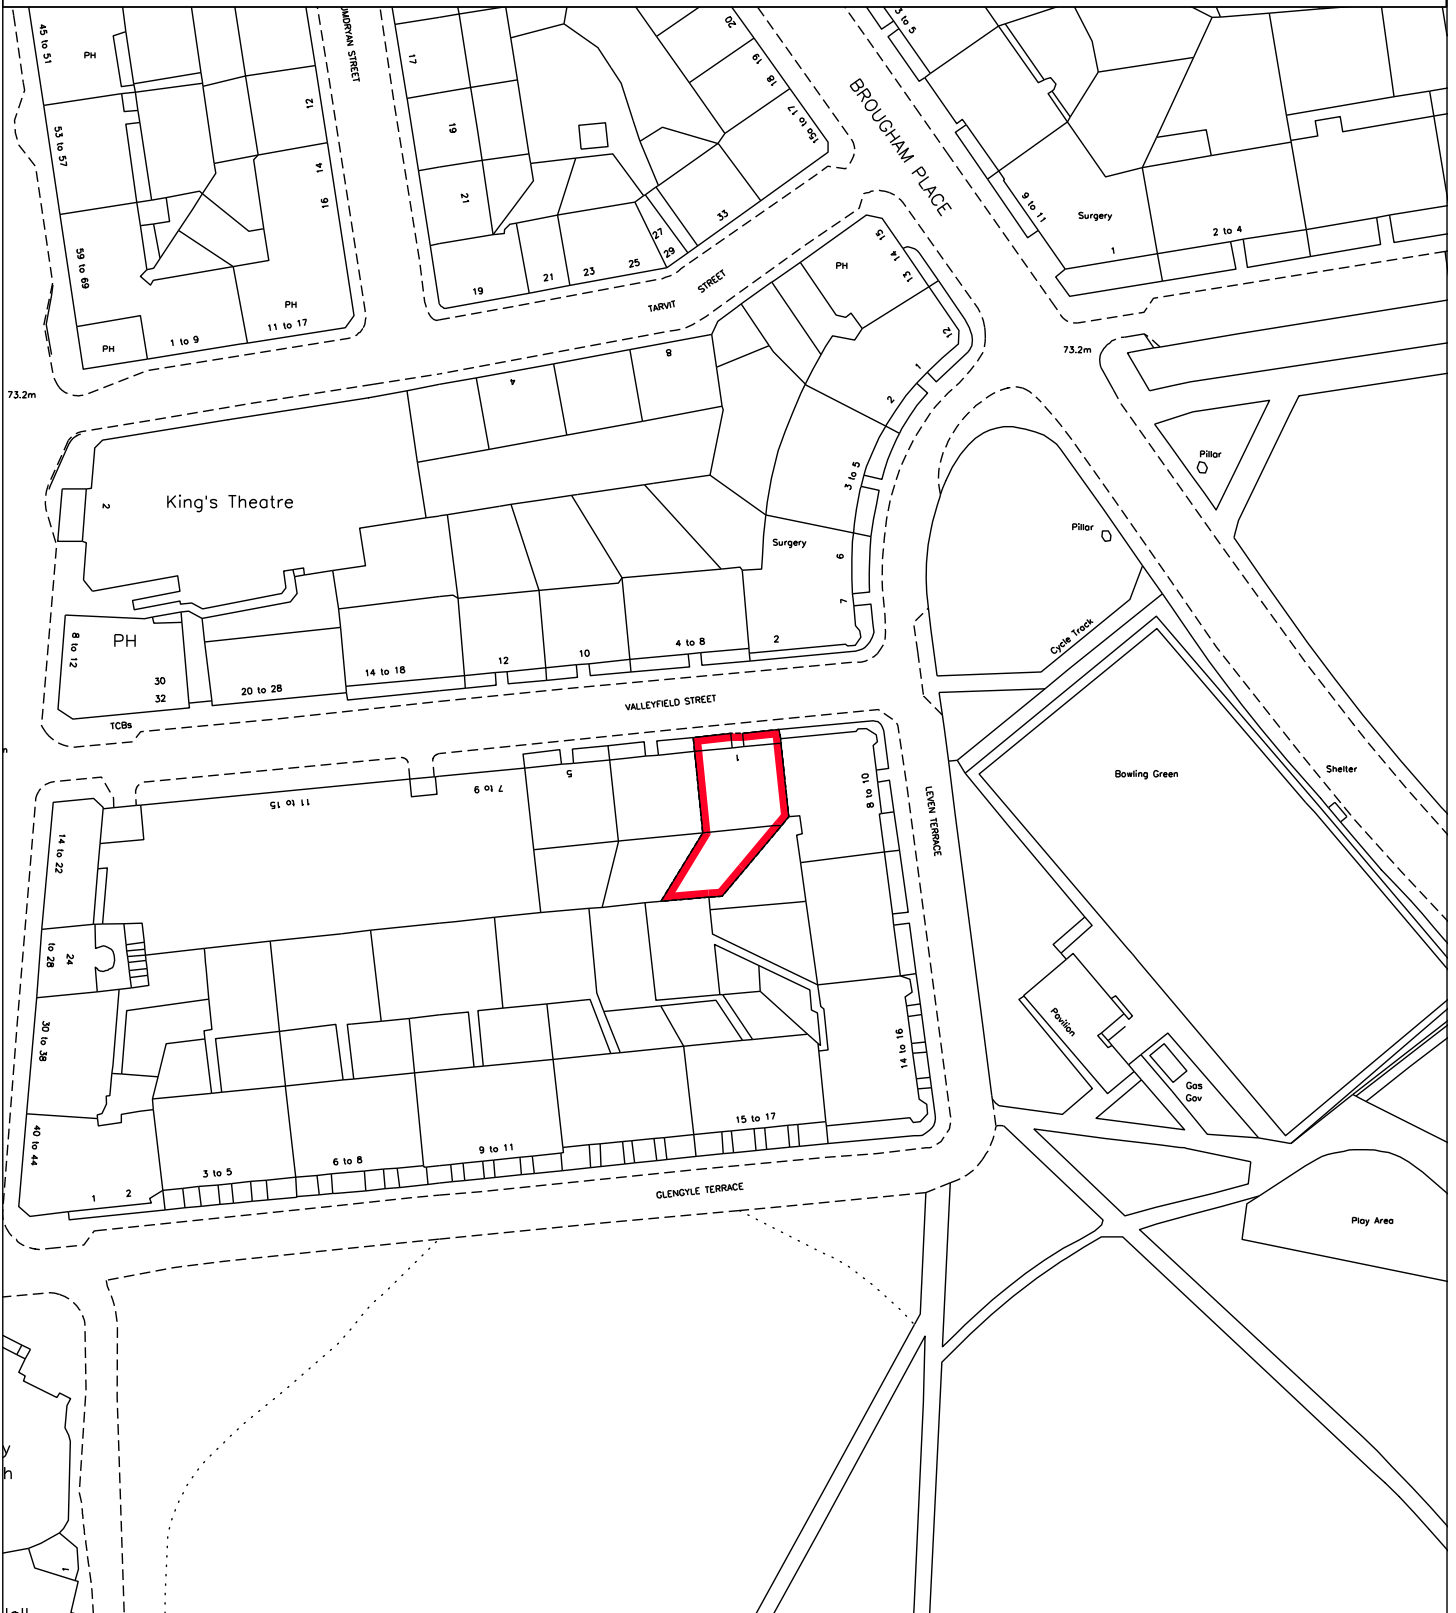 45 to 51
PH
17
20
19
18
15a to 17
3 to 5
BROUGHAM PLACE
12
53 to 57
14
16
19
21
33
9 to 11
Surgery
1
2 to 4
59 to 69
PH
PH
1 to 9
11 to 17
19
21
23
25
27
29
TARVIT STREET
15
14
13
PH
12
1
2
73.2m
73.2m
4
8
2
King's Theatre
3 to 5
Surgery
6
7
Pillar
Pillar
Cycle Track
8 to 12
PH
30
32
TCBs
20 to 28
14 to 18
12
10
4 to 8
2
VALLEYFIELD STREET
11 to 15
7 to 9
5
1
8 to 10
LEVEN TERRACE
Bowling Green
Shelter
14 to 22
24
to 28
30 to 38
40 to 44
14 to 16
Pavilion
Gas
Gov
1
2
3 to 5
6 to 8
9 to 11
15 to 17
GLENGYLE TERRACE
Play Area
1